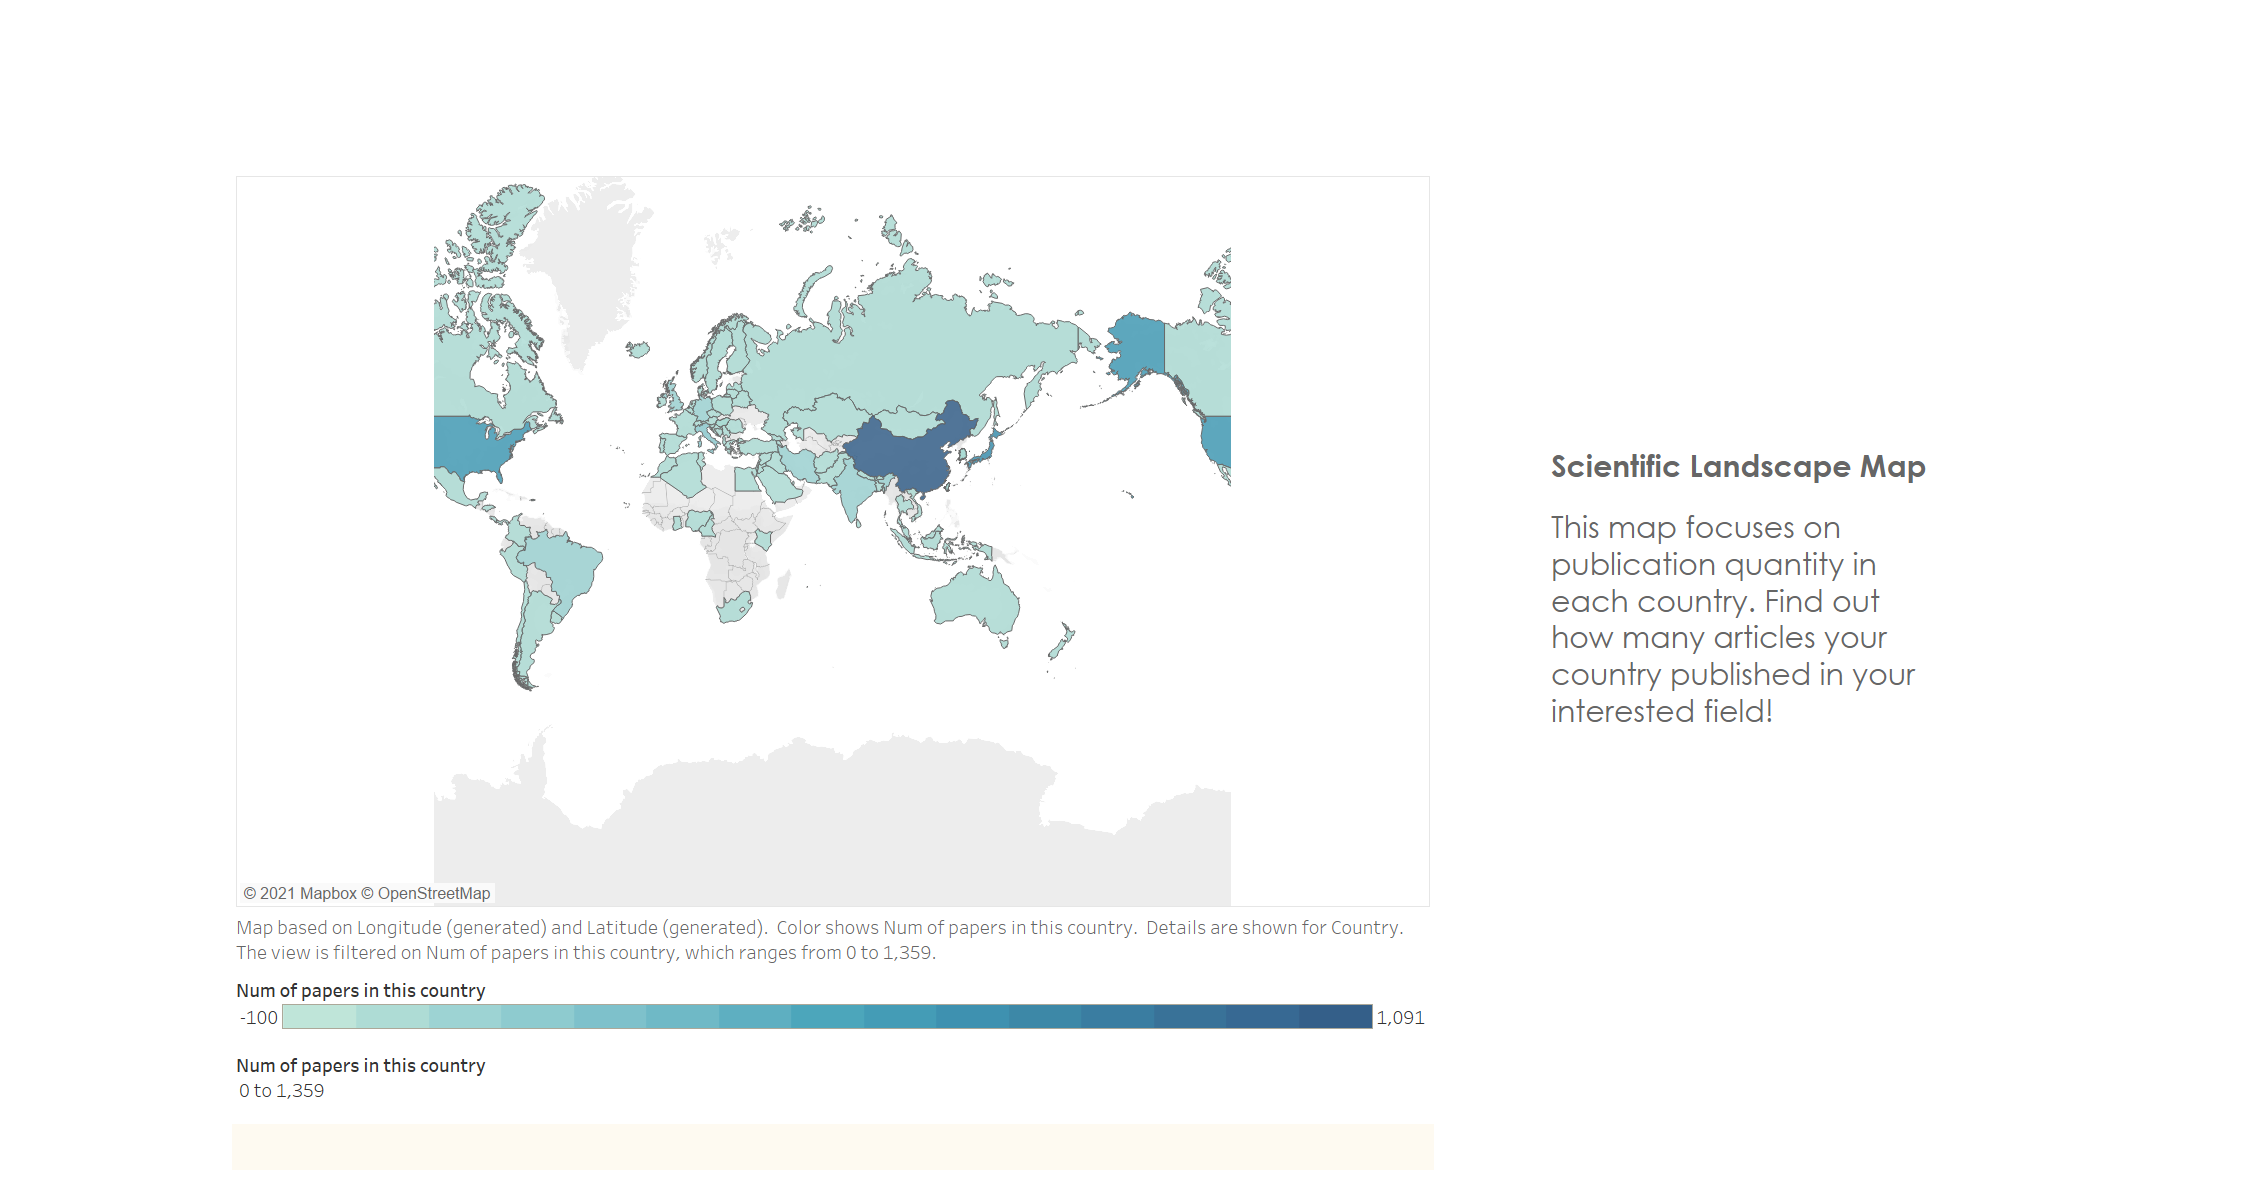 Scientific Landscape Map
This map focuses on
publication quantity in
each country. Find out
how many articles your
country published in your
interested field!
© 2021 Mapbox © OpenStreetMap
Map based on Longitude (generated) and Latitude (generated).  Color shows Num of papers in this country.  Details are shown for Country.
The view is filtered on Num of papers in this country, which ranges from 0 to 1,359.
Num of papers in this country
-100 1,091
Num of papers in this country
0 to 1,359